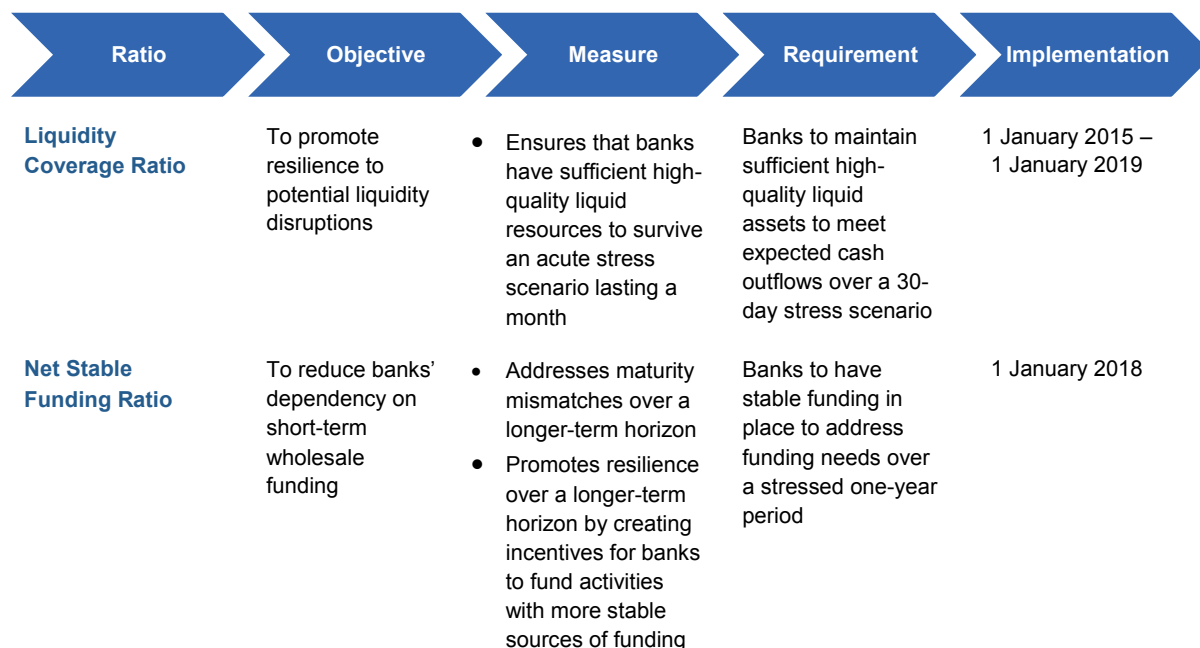 Ratio
Objective
Measure
Requirement
Implementation
Liquidity
Coverage Ratio
To promote
resilience to
potential liquidity
disruptions
● Ensures that banks
have sufficient high-
quality liquid
resources to survive
an acute stress
scenario lasting a
month
Banks to maintain
sufficient high-
quality liquid
assets to meet
expected cash
outflows over a 30-
day stress scenario
1 January 2015 –
1 January 2019
Net Stable
Funding Ratio
To reduce banks’
dependency on
short-term
wholesale
funding
● Addresses maturity
mismatches over a
longer-term horizon
● Promotes resilience
over a longer-term
horizon by creating
incentives for banks
to fund activities
with more stable
sources of funding
Banks to have
stable funding in
place to address
funding needs over
a stressed one-year
period
1 January 2018